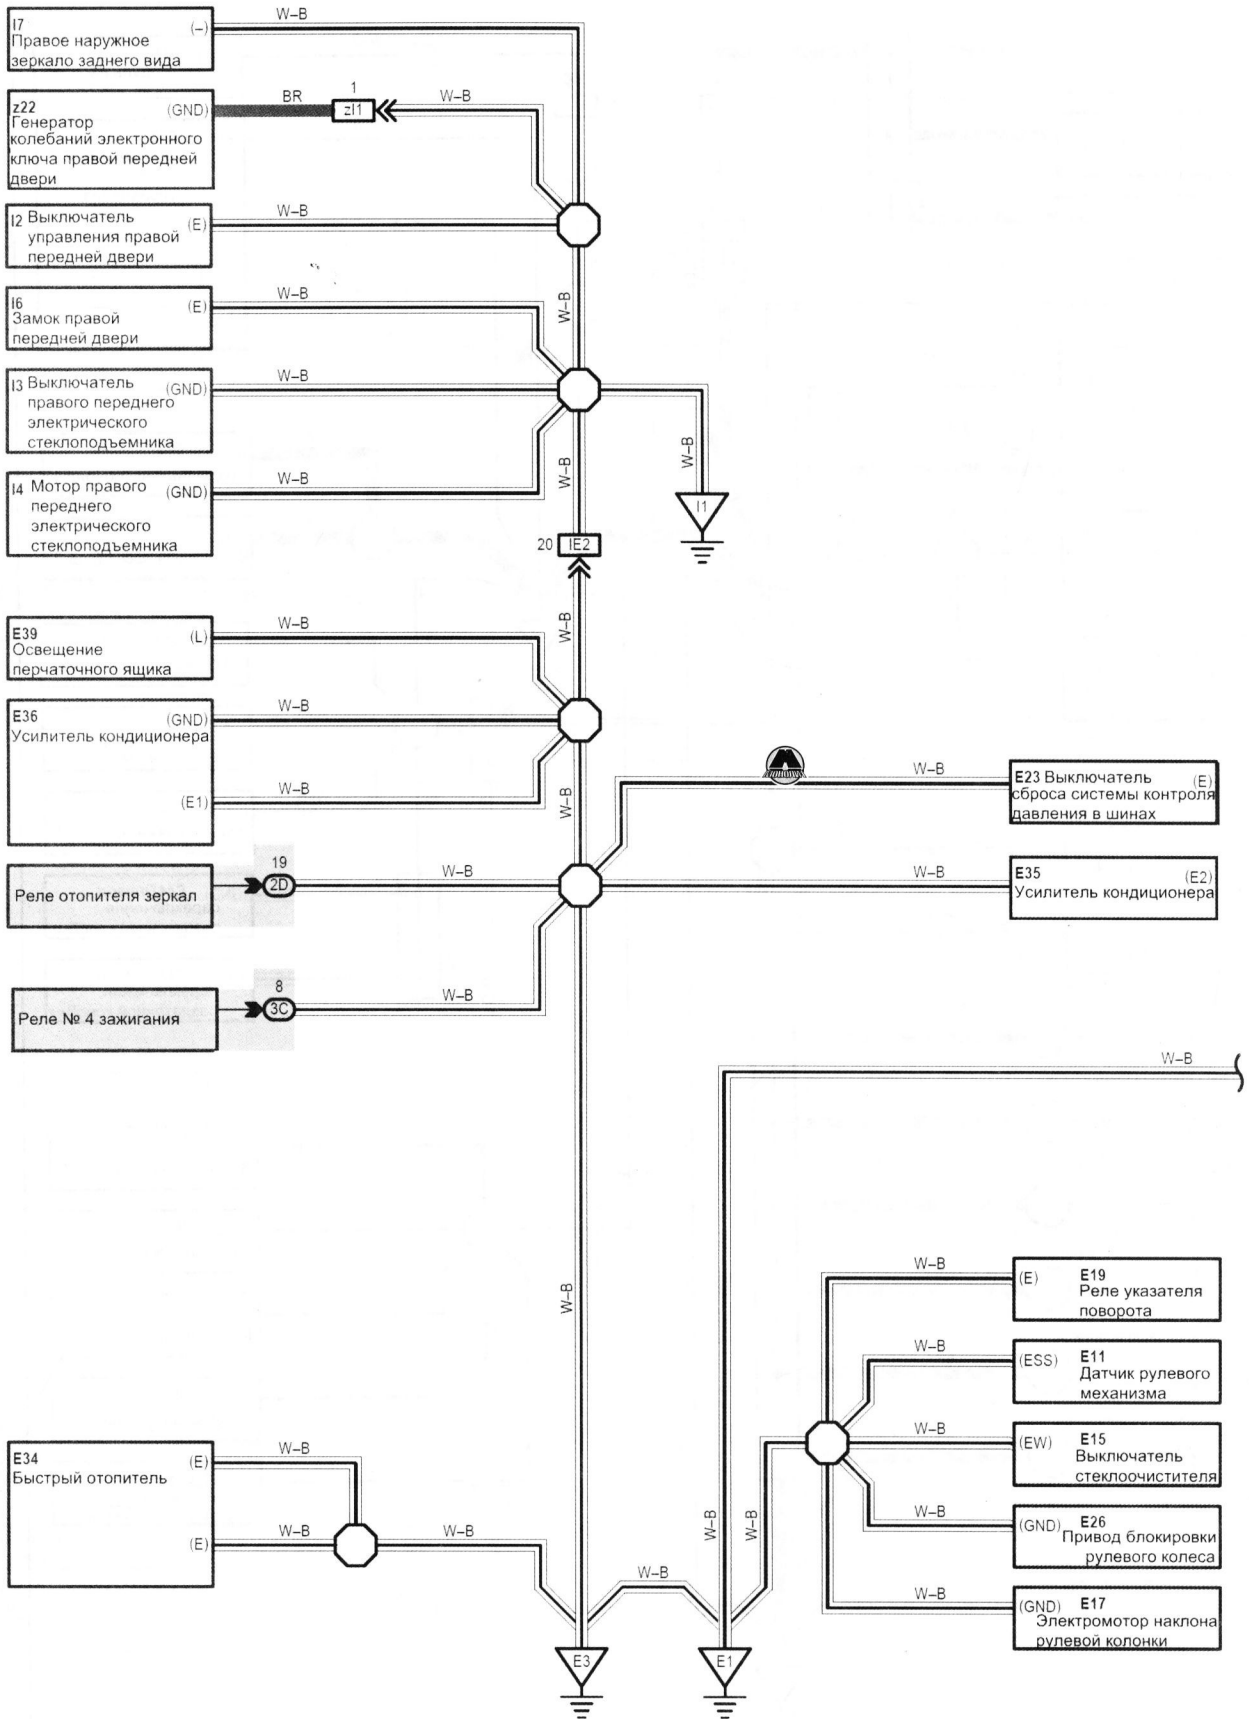 I7 (–)
Правое наружное
зеркало заднего вида
W–B
z22 (GND)
Генератор
колебаний электронного
ключа правой передней
двери
BR
1
zI1
W–B
I2 Выключатель (E)
управления правой
передней двери
W–B
I6 (E)
Замок правой
передней двери
W–B
W–B
I3 Выключатель (GND)
правого переднего
электрического
стеклоподъемника
W–B
I4 Мотор правого (GND)
переднего
электрического
стеклоподъемника
W–B
W–B
W–B
I1
20 IE2
E39 (L)
Освещение
перчаточного ящика
W–B
W–B
E36 (GND)
Усилитель кондиционера
(E1)
W–B
W–B
W–B
W–B
E23 Выключатель (E)
сброса системы контроля
давления в шинах
Реле отопителя зеркал
19
2D
W–B
W–B
E35 (E2)
Усилитель кондиционера
Реле № 4 зажигания
8
3C
W–B
W–B
W–B
W–B
(E) E19
Реле указателя
поворота
W–B
(ESS) E11
Датчик рулевого
механизма
W–B
(EW) E15
Выключатель
стеклоочистителя
W–B
(GND) E26
Привод блокировки
рулевого колеса
W–B
(GND) E17
Электромотор наклона
рулевой колонки
E34 (E)
Быстрый отопитель
(E)
W–B
W–B
W–B
W–B
W–B
W–B
E3
E1